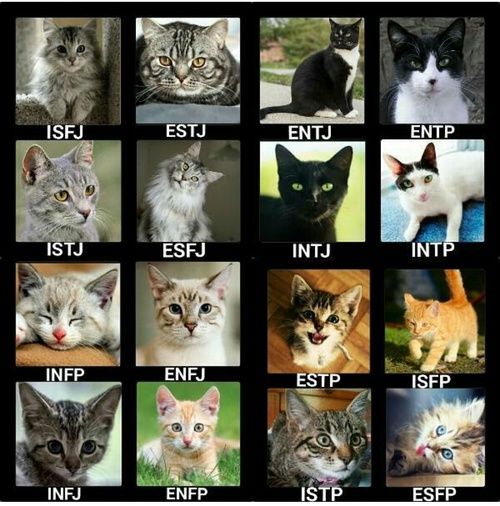 ISFJ
ESTJ
ENTJ
ENTP
ISTJ
ESFJ
INTJ
INTP
INFP
ENFJ
ESTP
ISFP
INFJ
ENFP
ISTP
ESFP